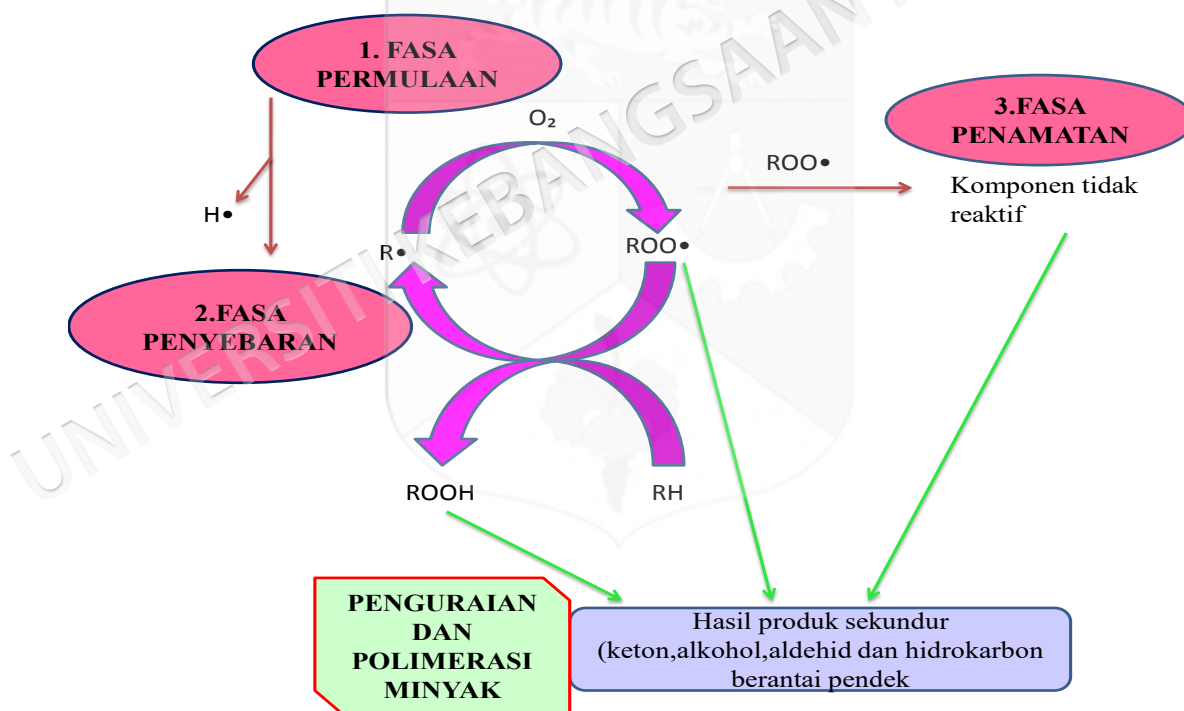 1. FASA
PERMULAAN
O₂
3.FASA
PENAMATAN
ROO•
Komponen tidak
reaktif
H•
R•
ROO•
2.FASA
PENYEBARAN
ROOH
RH
PENGURAIAN
DAN
POLIMERASI
MINYAK
Hasil produk sekundur
(keton,alkohol,aldehid dan hidrokarbon
berantai pendek
UNIVERSITI KEBANGSAAN